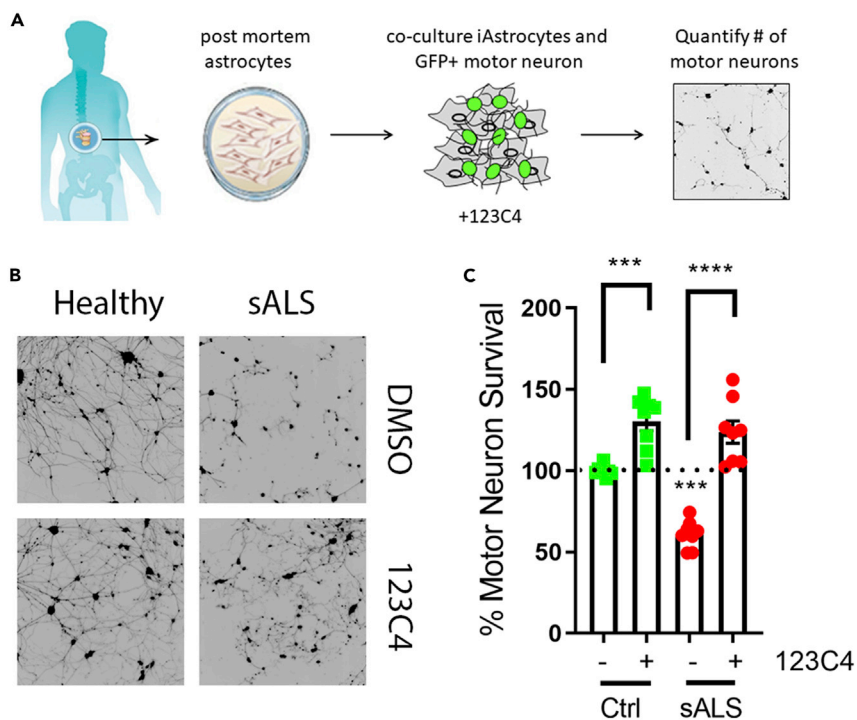 A
post mortem
astrocytes
co-culture iAstrocytes and
GFP+ motor neuron
+123C4
Quantify # of
motor neurons
B
Healthy
sALS
DMSO
123C4
C
% Motor Neuron Survival
200
150
100
50
0
***
****
***
- + - +
123C4
Ctrl
sALS